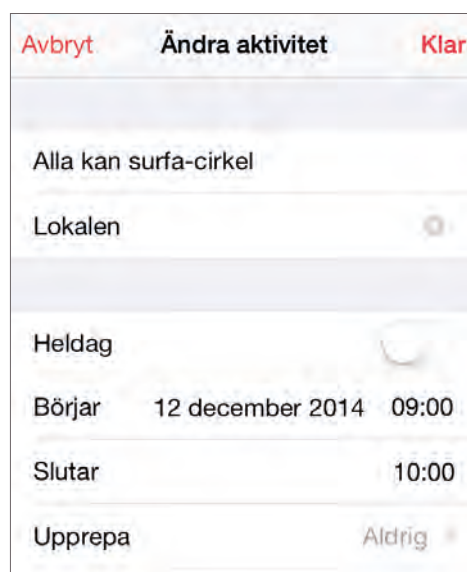 Avbryt Ändra aktivitet Klar
Alla kan surfa-cirkel
Lokalen
Heldag
Börjar 12 december 2014 09:00
Slutar 10:00
Upprepa Aldrig